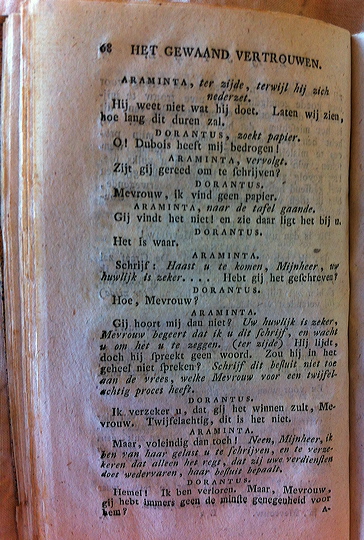 68 HET GEWAAND VERTROUWEN.
ARAMINTA, ter zijde, terwijl hij zich
nederzet.
Hij weet niet wat hij doet. Laten wij zien,
hoe lang dit duren zal.
DORANTUS, zoekt papier.
O! Dubois heeft mij bedrogen!
ARAMINTA, vervolgt.
Zijt gij gereed om te schrijven?
DORANTUS.
Mevrouw, ik vind geen papier.
ARAMINTA, naar de tafel gaande.
Gij vindt het niet! en zie daar ligt het bij u.
DORANTUS.
Het is waar.
ARAMINTA.
Schrijf: Haast u te komen, Mijnheer, uw
huwlijk is zeker.... Hebt gij het geschreven?
DORANTUS.
Hoe, Mevrouw?
ARAMINTA.
Gij hoort mij dan niet? Uw huwlijk is zeker,
Mevrouw begeert dat ik u dit schrijf, en wacht
u om het u te zeggen. (ter zijde) Hij lijdt,
doch hij spreekt geen woord. Zou hij in het
geheel niet spreken? Schrijf dit besluit niet toe
aan de vrees, welke Mevrouw voor een twijfel-
achtig proces heeft.
DORANTUS.
Ik verzeker u, dat gij het winnen zult, Me-
vrouw. Twijfelachtig, dit is het niet.
ARAMINTA.
Maar, voleindig dan toch! Neen, Mijnheer, ik
ben van haar gelast u te schrijven, en te verze-
keren dat alleen het regt, dat zij uwe verdiensten
doet wedervaren, haar besluit bepaalt.
DORANTUS.
Hemel! Ik ben verloren. Maar, Mevrouw,
gij hebt immers geen de minste genegenheid voor
hem?
A-